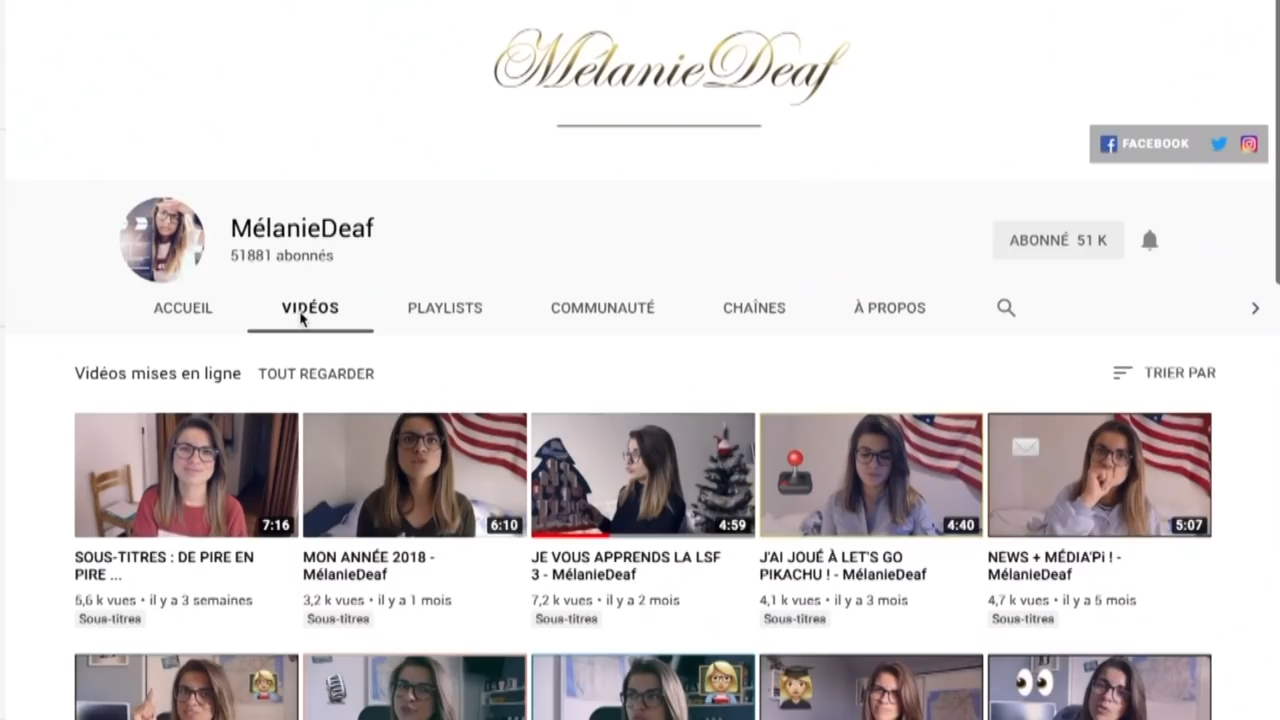 MélanieDeaf
FACEBOOK
MélanieDeaf
51881 abonnés
ABONNÉ 51 K
ACCUEIL
VIDÉOS
PLAYLISTS
COMMUNAUTÉ
CHAÎNES
À PROPOS
Vidéos mises en ligne
TOUT REGARDER
TRIER PAR
7:16
6:10
4:59
4:40
5:07
SOUS-TITRES : DE PIRE EN
PIRE ...
5,6 k vues • il y a 3 semaines
Sous-titres
MON ANNÉE 2018 -
MélanieDeaf
3,2 k vues • il y a 1 mois
Sous-titres
JE VOUS APPRENDS LA LSF
3 - MélanieDeaf
7,2 k vues • il y a 2 mois
Sous-titres
J'AI JOUÉ À LET'S GO
PIKACHU ! - MélanieDeaf
4,1 k vues • il y a 3 mois
Sous-titres
NEWS + MÉDIA'Pi ! -
MélanieDeaf
4,7 k vues • il y a 5 mois
Sous-titres